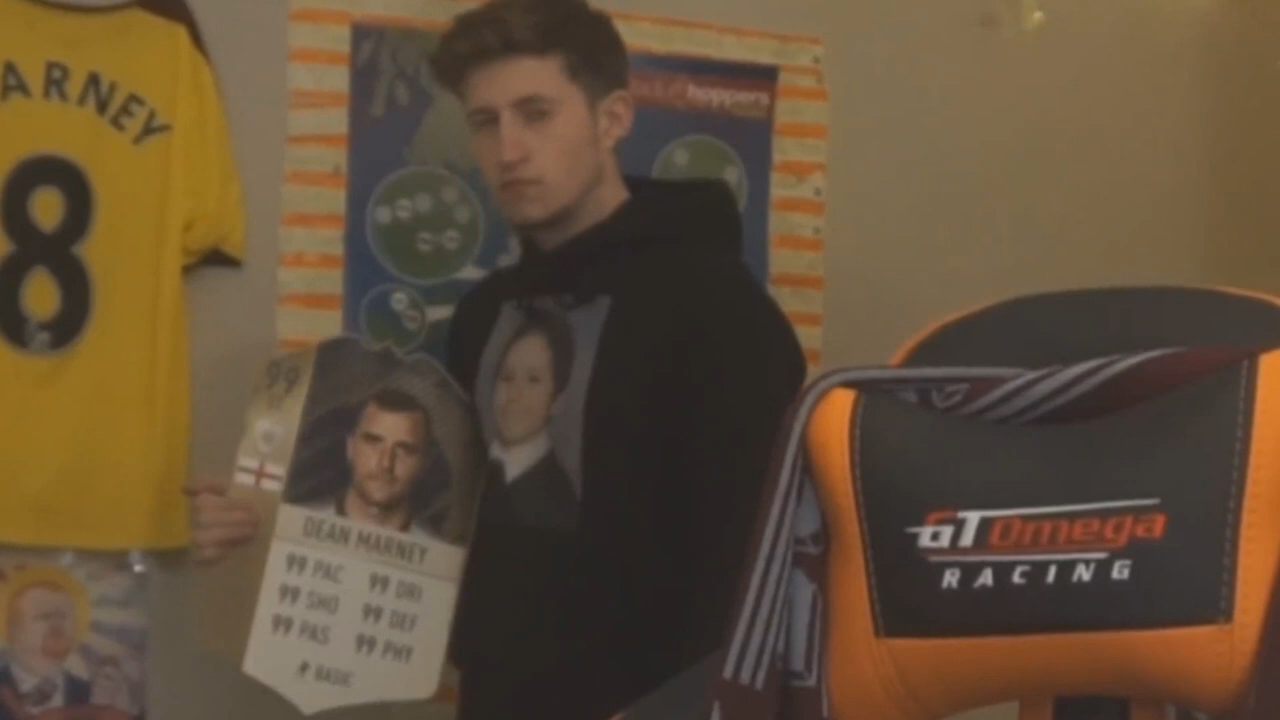 ARNEY
8
hoppers
99
DEAN MARNEY
99 PAC 99 DRI
99 SHO 99 DEF
99 PAS 99 PHY
BASIC
GT Omega
RACING